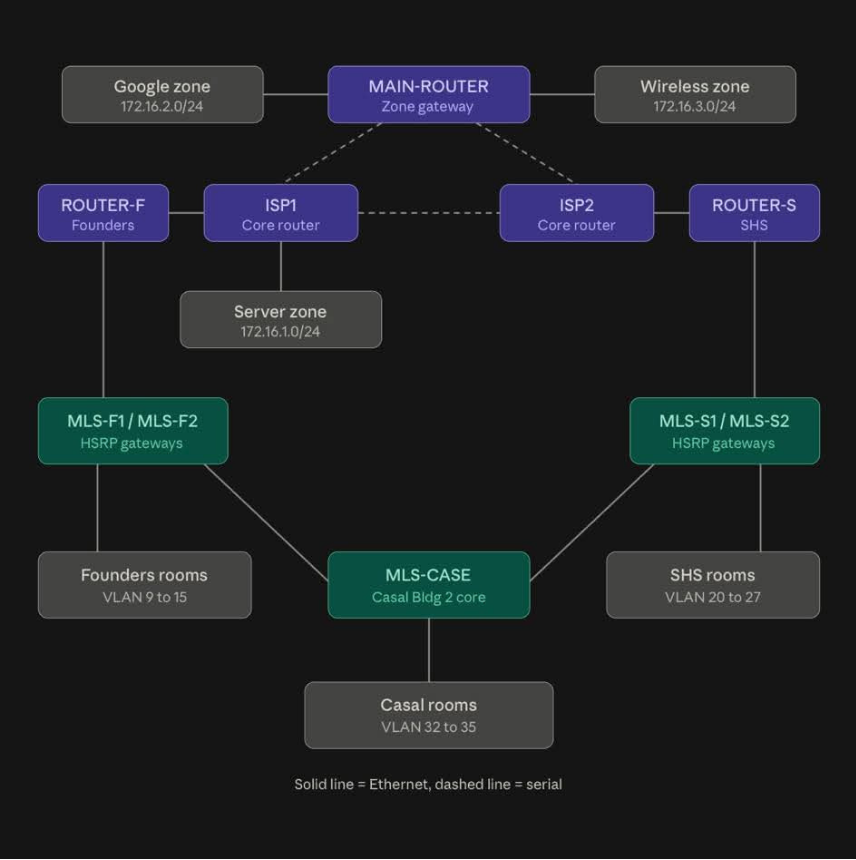 Google zone
172.16.2.0/24
MAIN-ROUTER
Zone gateway
Wireless zone
172.16.3.0/24
ROUTER-F
Founders
ISP1
Core router
ISP2
Core router
ROUTER-S
SHS
Server zone
172.16.1.0/24
MLS-F1 / MLS-F2
HSRP gateways
MLS-S1 / MLS-S2
HSRP gateways
Founders rooms
VLAN 9 to 15
MLS-CASE
Casal Bldg 2 core
SHS rooms
VLAN 20 to 27
Casal rooms
VLAN 32 to 35
Solid line = Ethernet, dashed line = serial